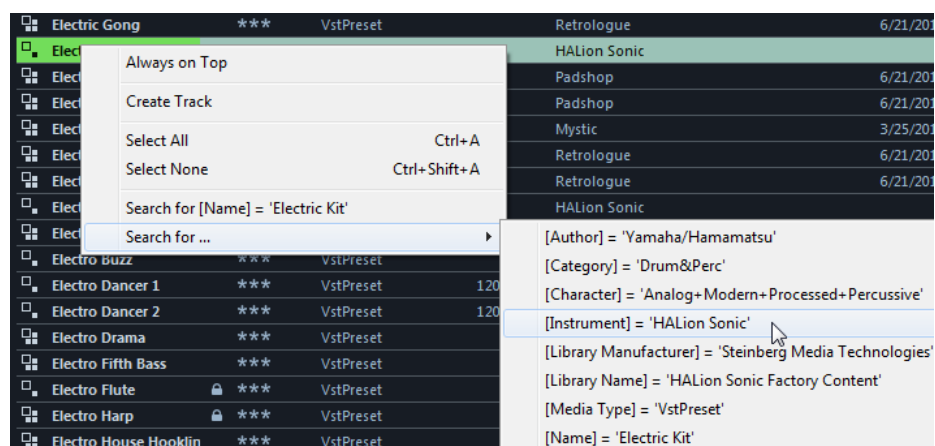 Electric Gong *** VstPreset Retrologue 6/21/201
Elect HALion Sonic
Always on Top
Elect Padshop 6/21/201
Create Track
Elect Padshop 6/21/201
Elect Mystic 3/25/201
Select All Ctrl+A
Elect Retrologue 6/21/201
Select None Ctrl+Shift+A
Elect Retrologue 6/21/201
Elect HALion Sonic
Search for [Name] = 'Electric Kit'
Elect
Search for ...
[Author] = 'Yamaha/Hamamatsu'
Electro Buzz *** VstPreset
[Category] = 'Drum&Perc'
Electro Dancer 1 *** VstPreset 120
[Character] = 'Analog+Modern+Processed+Percussive'
Electro Dancer 2 *** VstPreset 120
[Instrument] = 'HALion Sonic'
Electro Drama *** VstPreset
[Library Manufacturer] = 'Steinberg Media Technologies'
Electro Fifth Bass *** VstPreset
[Library Name] = 'HALion Sonic Factory Content'
Electro Flute *** VstPreset
[Media Type] = 'VstPreset'
Electro Harp *** VstPreset
[Name] = 'Electric Kit'
Electro House Hooklin *** VstPreset